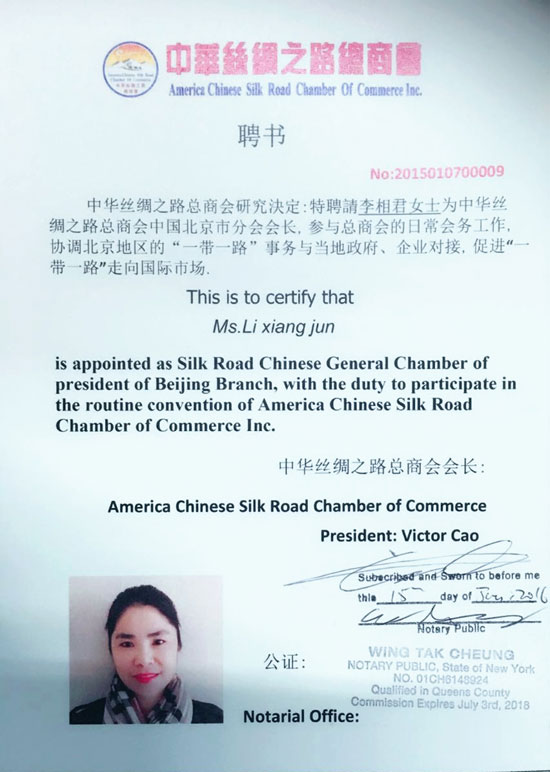 中华丝绸之路總商會
America Chinese Silk Road Chamber Of Commerce Inc.
聘书
No:2015010700009
中华丝绸之路总商会研究决定:特聘請李相君女士为中华丝
绸之路总商会中国北京市分会会长,参与总商会的日常会务工作,
协调北京地区的“一带一路”事务与当地政府、企业对接,促进“一
带一路”走向国际市场.
This is to certify that
Ms.Li xiang jun
is appointed as Silk Road Chinese General Chamber of
president of Beijing Branch, with the duty to participate in
the routine convention of America Chinese Silk Road
Chamber of Commerce Inc.
中华丝绸之路总商会会长:
America Chinese Silk Road Chamber of Commerce
President: Victor Cao
Subscribed and Sworn to before me
this 15 day of 2016
Notary Public
公证:
WING TAK CHEUNG
NOTARY PUBLIC, State of New York
NO. 01CH6148924
Qualified in Queens County
Commission Expires July 3rd, 2018
Notarial Office: